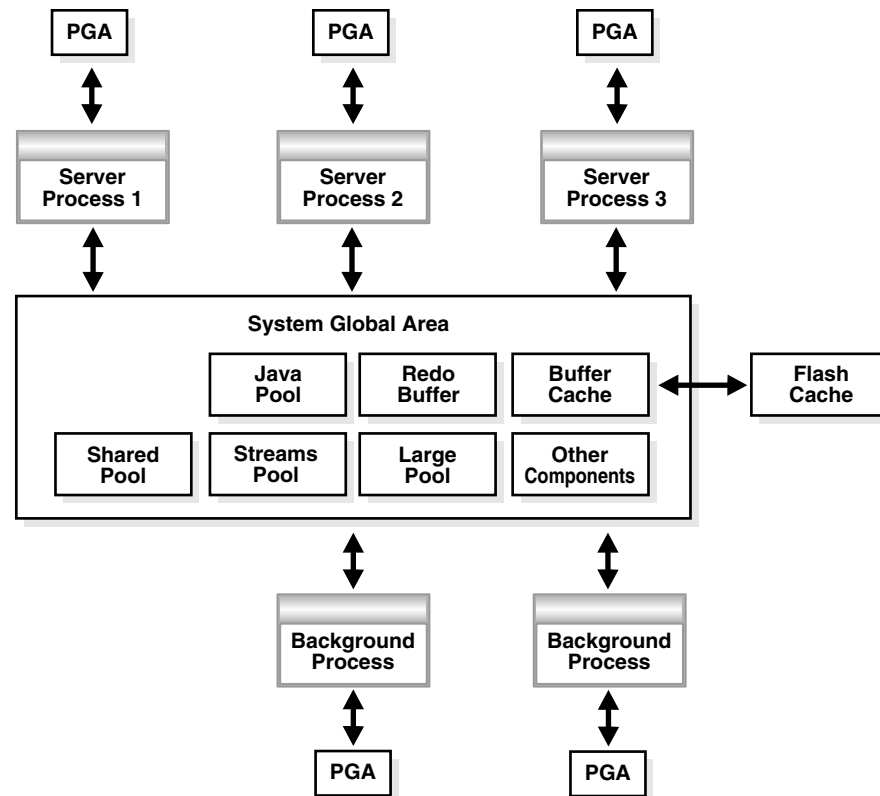 PGA
PGA
PGA
Server
Process 1
Server
Process 2
Server
Process 3
System Global Area
Java
Pool
Redo
Buffer
Buffer
Cache
Flash
Cache
Shared
Pool
Streams
Pool
Large
Pool
Other
Components
Background
Process
Background
Process
PGA
PGA